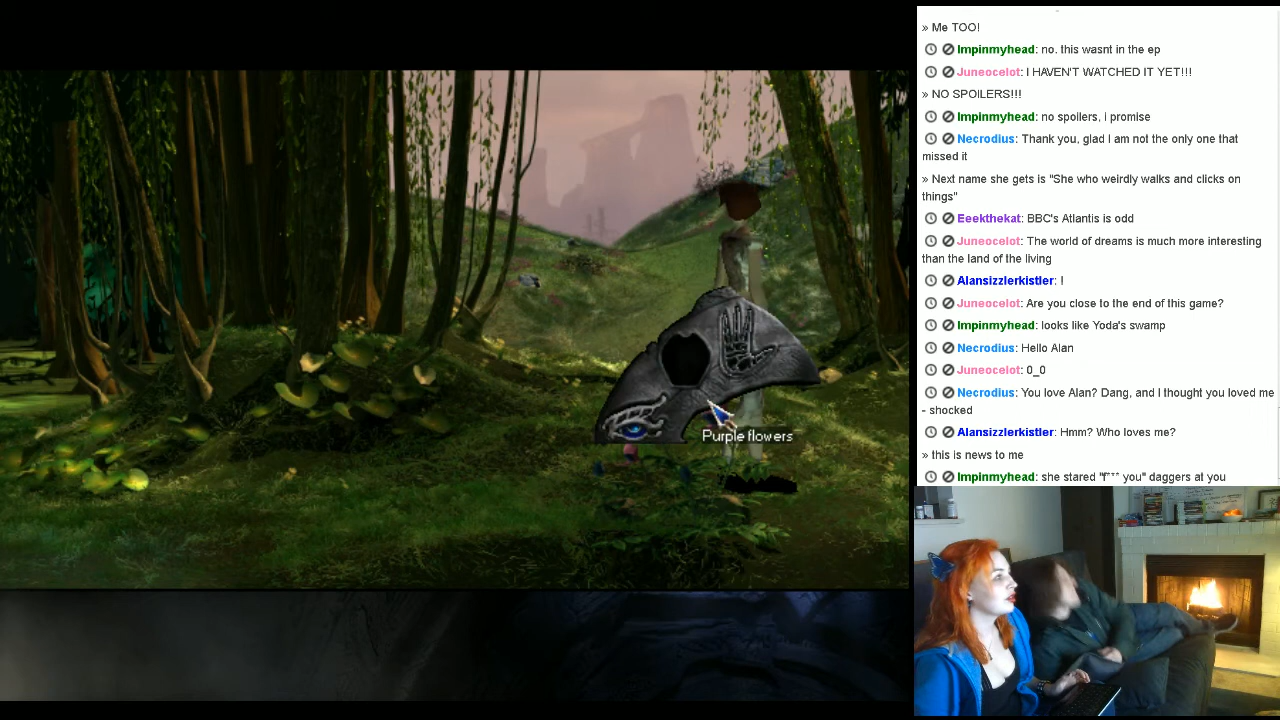 » Me TOO!
Impinmyhead: no. this wasnt in the ep
Juneocelot: I HAVEN'T WATCHED IT YET!!!
» NO SPOILERS!!!
Impinmyhead: no spoilers, I promise
Necrodius: Thank you, glad I am not the only one that
missed it
» Next name she gets is "She who weirdly walks and clicks on
things"
Eeekthekat: BBC's Atlantis is odd
Juneocelot: The world of dreams is much more interesting
than the land of the living
Alansizzlerkistler: !
Juneocelot: Are you close to the end of this game?
Impinmyhead: looks like Yoda's swamp
Necrodius: Hello Alan
Juneocelot: 0_0
Necrodius: You love Alan? Dang, and I thought you loved me
- shocked
Alansizzlerkistler: Hmm? Who loves me?
» this is news to me
Impinmyhead: she stared "f*** you" daggers at you
Purple flowers